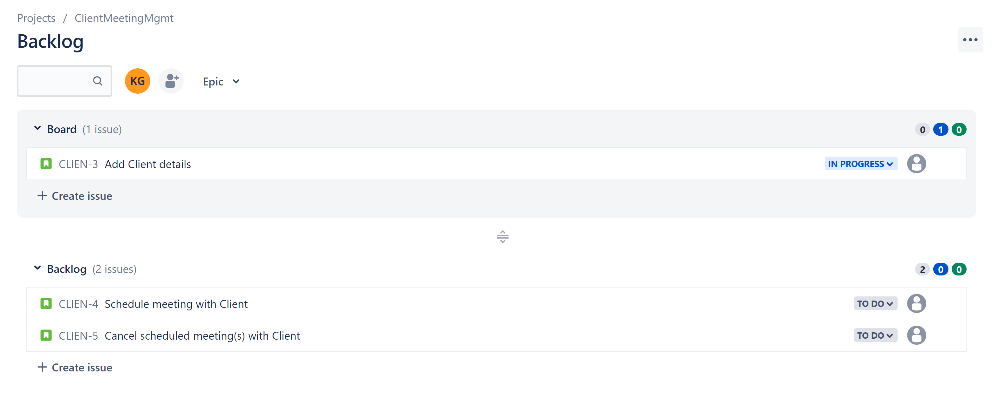 Projects / ClientMeetingMgmt
Backlog
KG Epic
Board (1 issue) 0 1 0
CLIEN-3 Add Client details IN PROGRESS
+ Create issue
Backlog (2 issues) 2 0 0
CLIEN-4 Schedule meeting with Client TO DO
CLIEN-5 Cancel scheduled meeting(s) with Client TO DO
+ Create issue